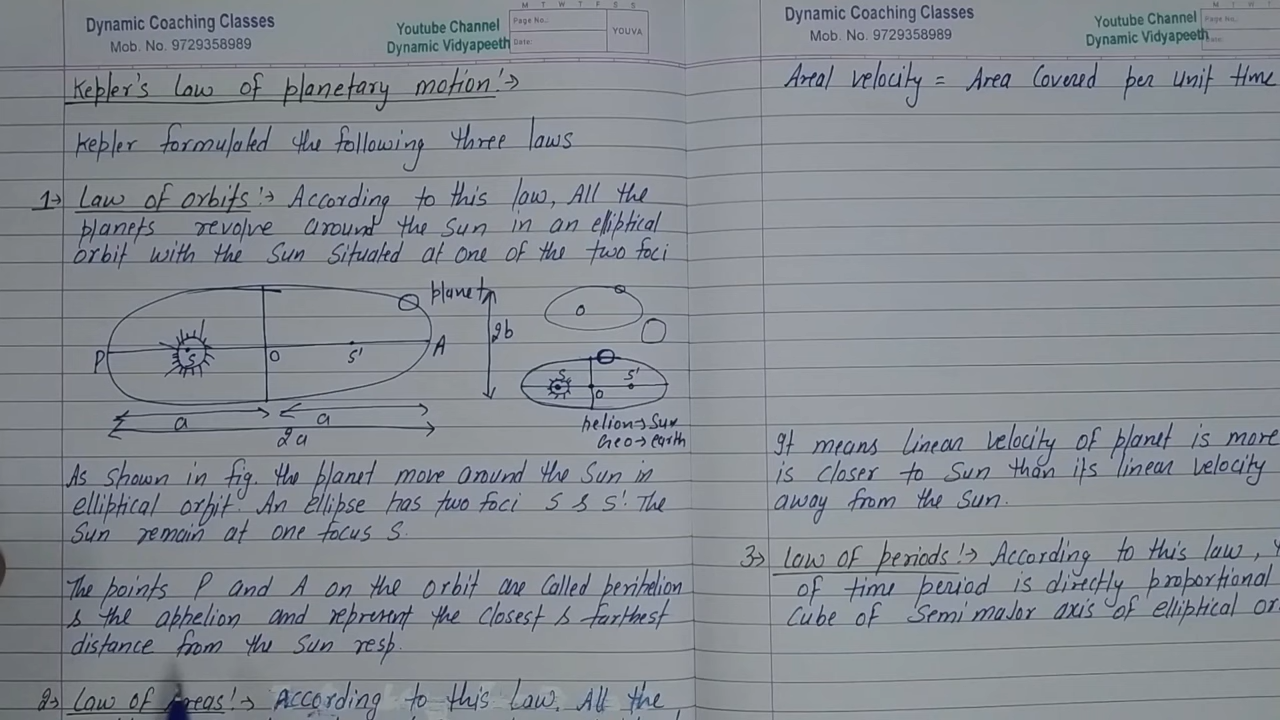 Dynamic Coaching Classes
Mob. No. 9729358989
Youtube Channel
Dynamic Vidyapeeth
M T W T F S S
Page No.:
Date:
YOUVA
Kepler's Law of planetary motion:→
Kepler formulated the following three laws
1→ Law of orbits:→ According to this law, All the
planets revolve around the Sun in an elliptical
orbit with the Sun Situated at one of the two foci
planet
2b
P
S
O
S'
A
a
a
2a
S
S'
O
helion→Sun
Geo→earth
As shown in fig. the planet move around the Sun in
elliptical orbit. An ellipse has two foci S & S'. The
Sun remain at one focus S.
The points P and A on the orbit are called perihelion
& the aphelion and represent the closest & farthest
distance from the Sun resp.
2→ Law of Areas:→ According to this Law, All the
Dynamic Coaching Classes
Mob. No. 9729358989
Youtube Channel
Dynamic Vidyapeeth
M T W T
Page No.:
Date:
Areal velocity = Area Covered per unit time
It means linear velocity of planet is more
is closer to Sun than its linear velocity
away from the Sun.
3→ Law of periods:→ According to this law,
of time period is directly proportional
Cube of Semi major axis of elliptical or